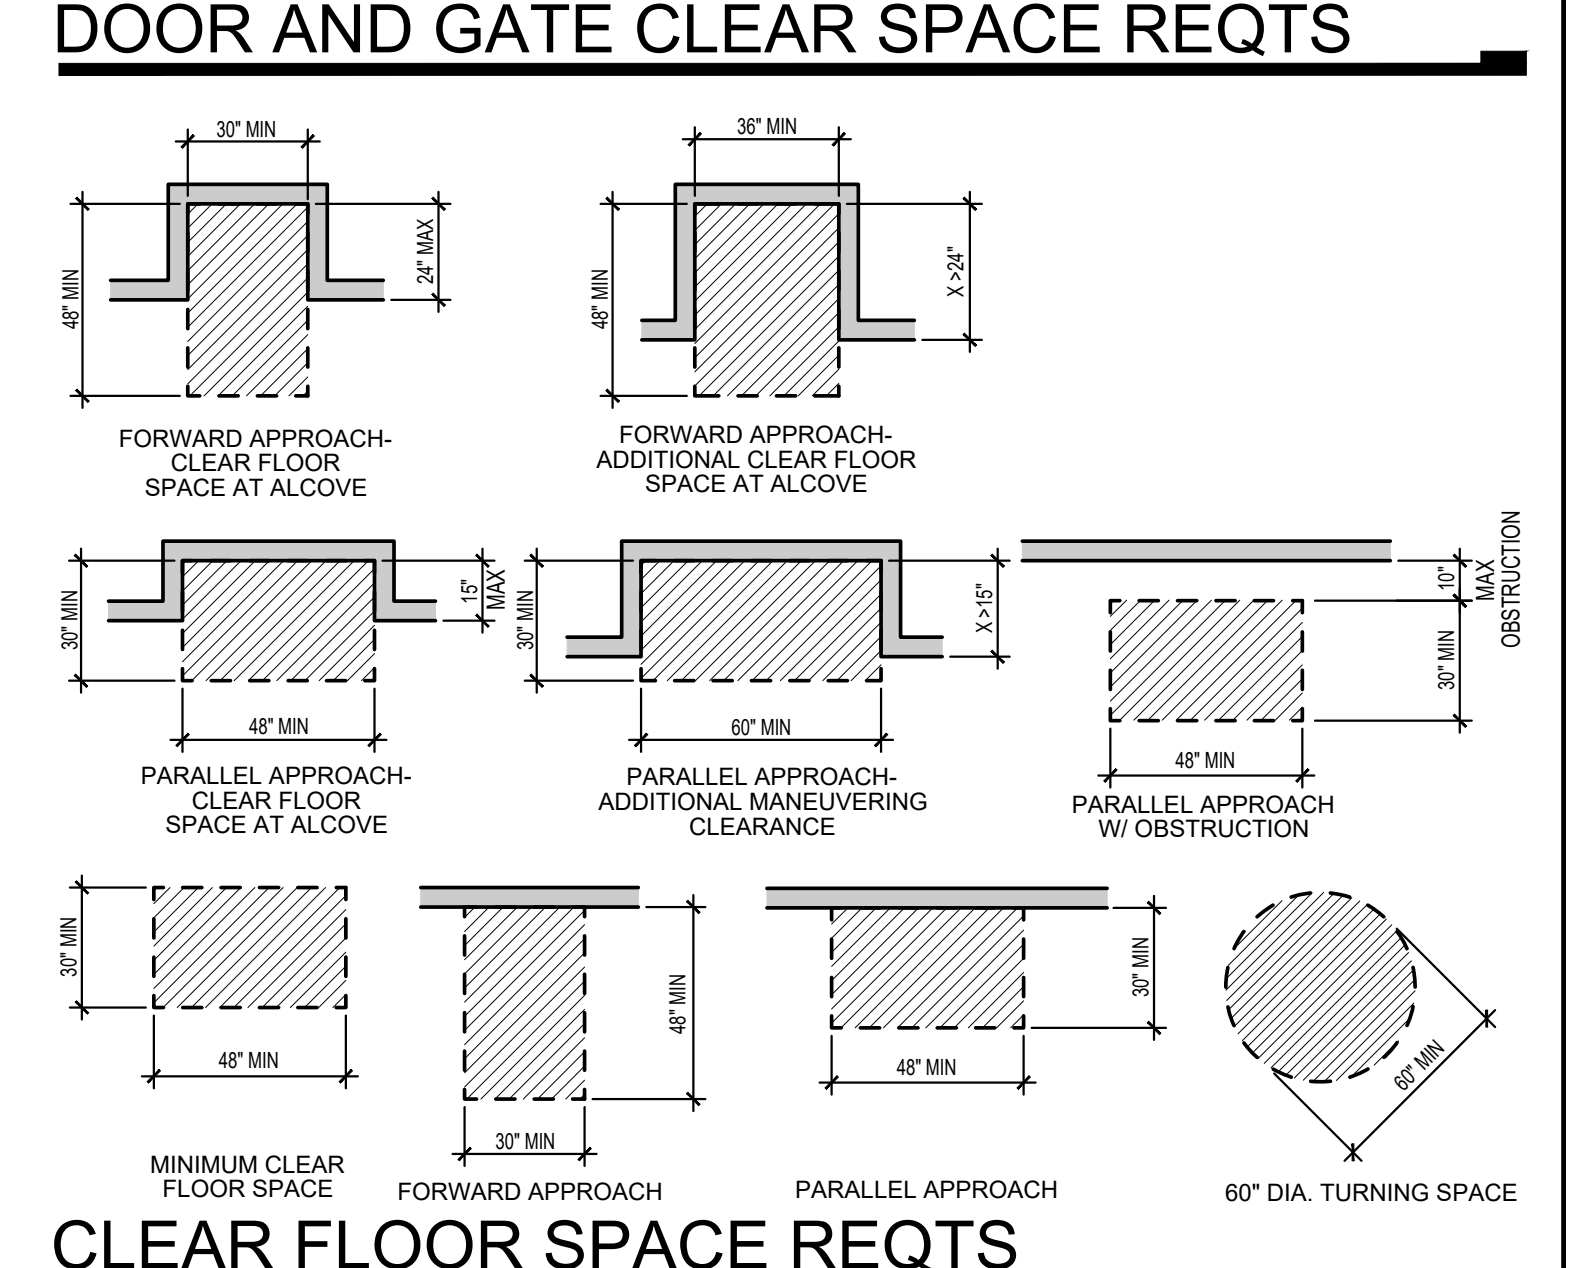 DOOR AND GATE CLEAR SPACE REQTS
30" MIN
48" MIN
24" MAX
FORWARD APPROACH-
CLEAR FLOOR
SPACE AT ALCOVE
36" MIN
48" MIN
X >24"
FORWARD APPROACH-
ADDITIONAL CLEAR FLOOR
SPACE AT ALCOVE
30" MIN
15"
MAX
48" MIN
PARALLEL APPROACH-
CLEAR FLOOR
SPACE AT ALCOVE
30" MIN
X >15"
60" MIN
PARALLEL APPROACH-
ADDITIONAL MANEUVERING
CLEARANCE
10"
MAX
OBSTRUCTION
30" MIN
48" MIN
PARALLEL APPROACH
W/ OBSTRUCTION
30" MIN
48" MIN
MINIMUM CLEAR
FLOOR SPACE
48" MIN
30" MIN
FORWARD APPROACH
30" MIN
48" MIN
PARALLEL APPROACH
60" MIN
60" DIA. TURNING SPACE
CLEAR FLOOR SPACE REQTS